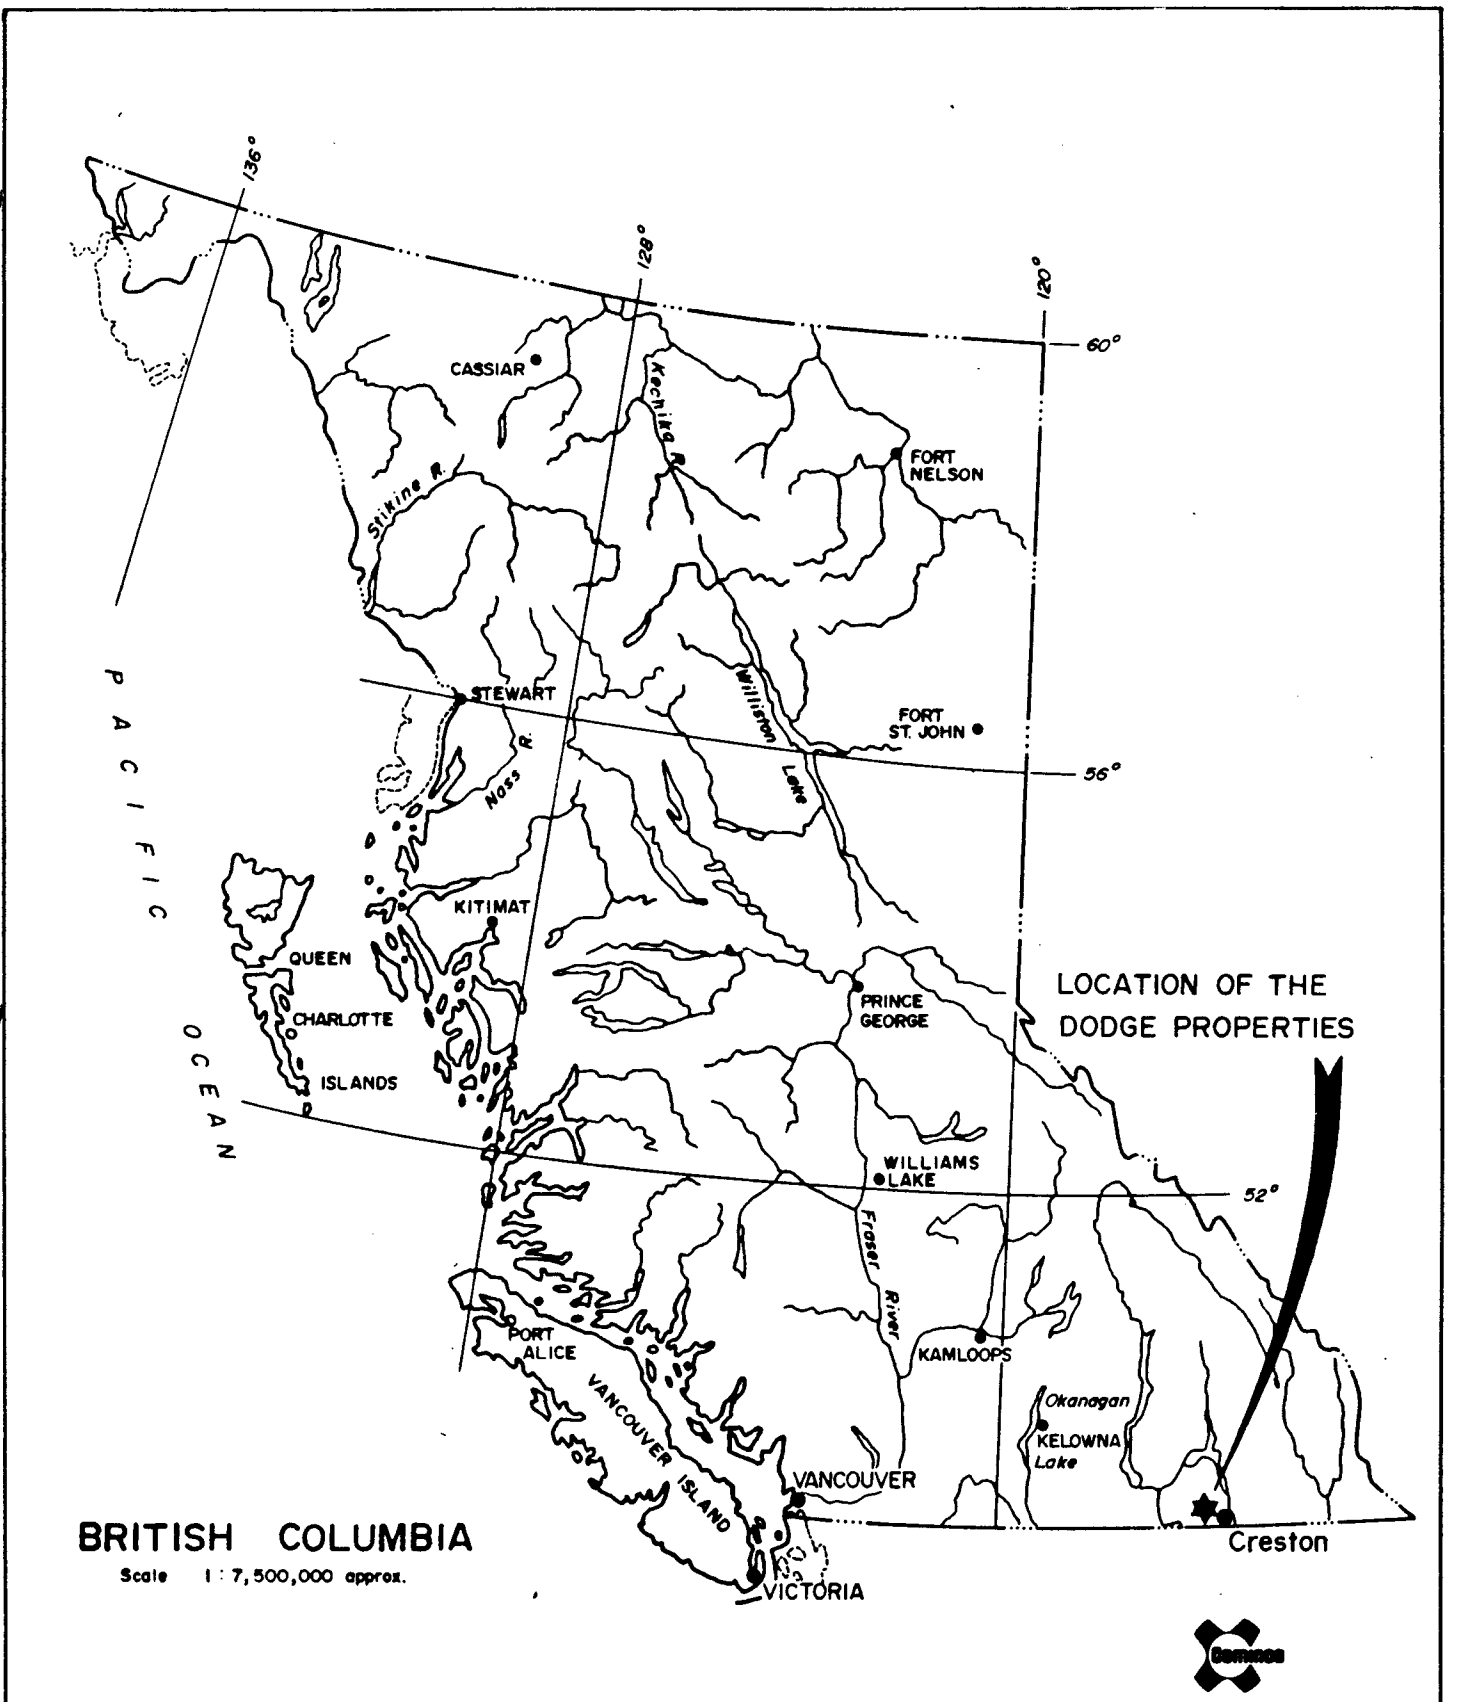 136°
128°
120°
60°
CASSIAR
Kechika R.
FORT
NELSON
Stikine R.
PACIFIC
OCEAN
STEWART
Williston
Lake
FORT
ST. JOHN
56°
Nass R.
KITIMAT
QUEEN
CHARLOTTE
ISLANDS
PRINCE
GEORGE
LOCATION OF THE
DODGE PROPERTIES
WILLIAMS
LAKE
52°
Fraser
River
PORT
ALICE
KAMLOOPS
VANCOUVER
ISLAND
Okanagan
KELOWNA
Lake
VANCOUVER
BRITISH COLUMBIA
Scale 1 : 7,500,000 approx.
Creston
VICTORIA
Cominco